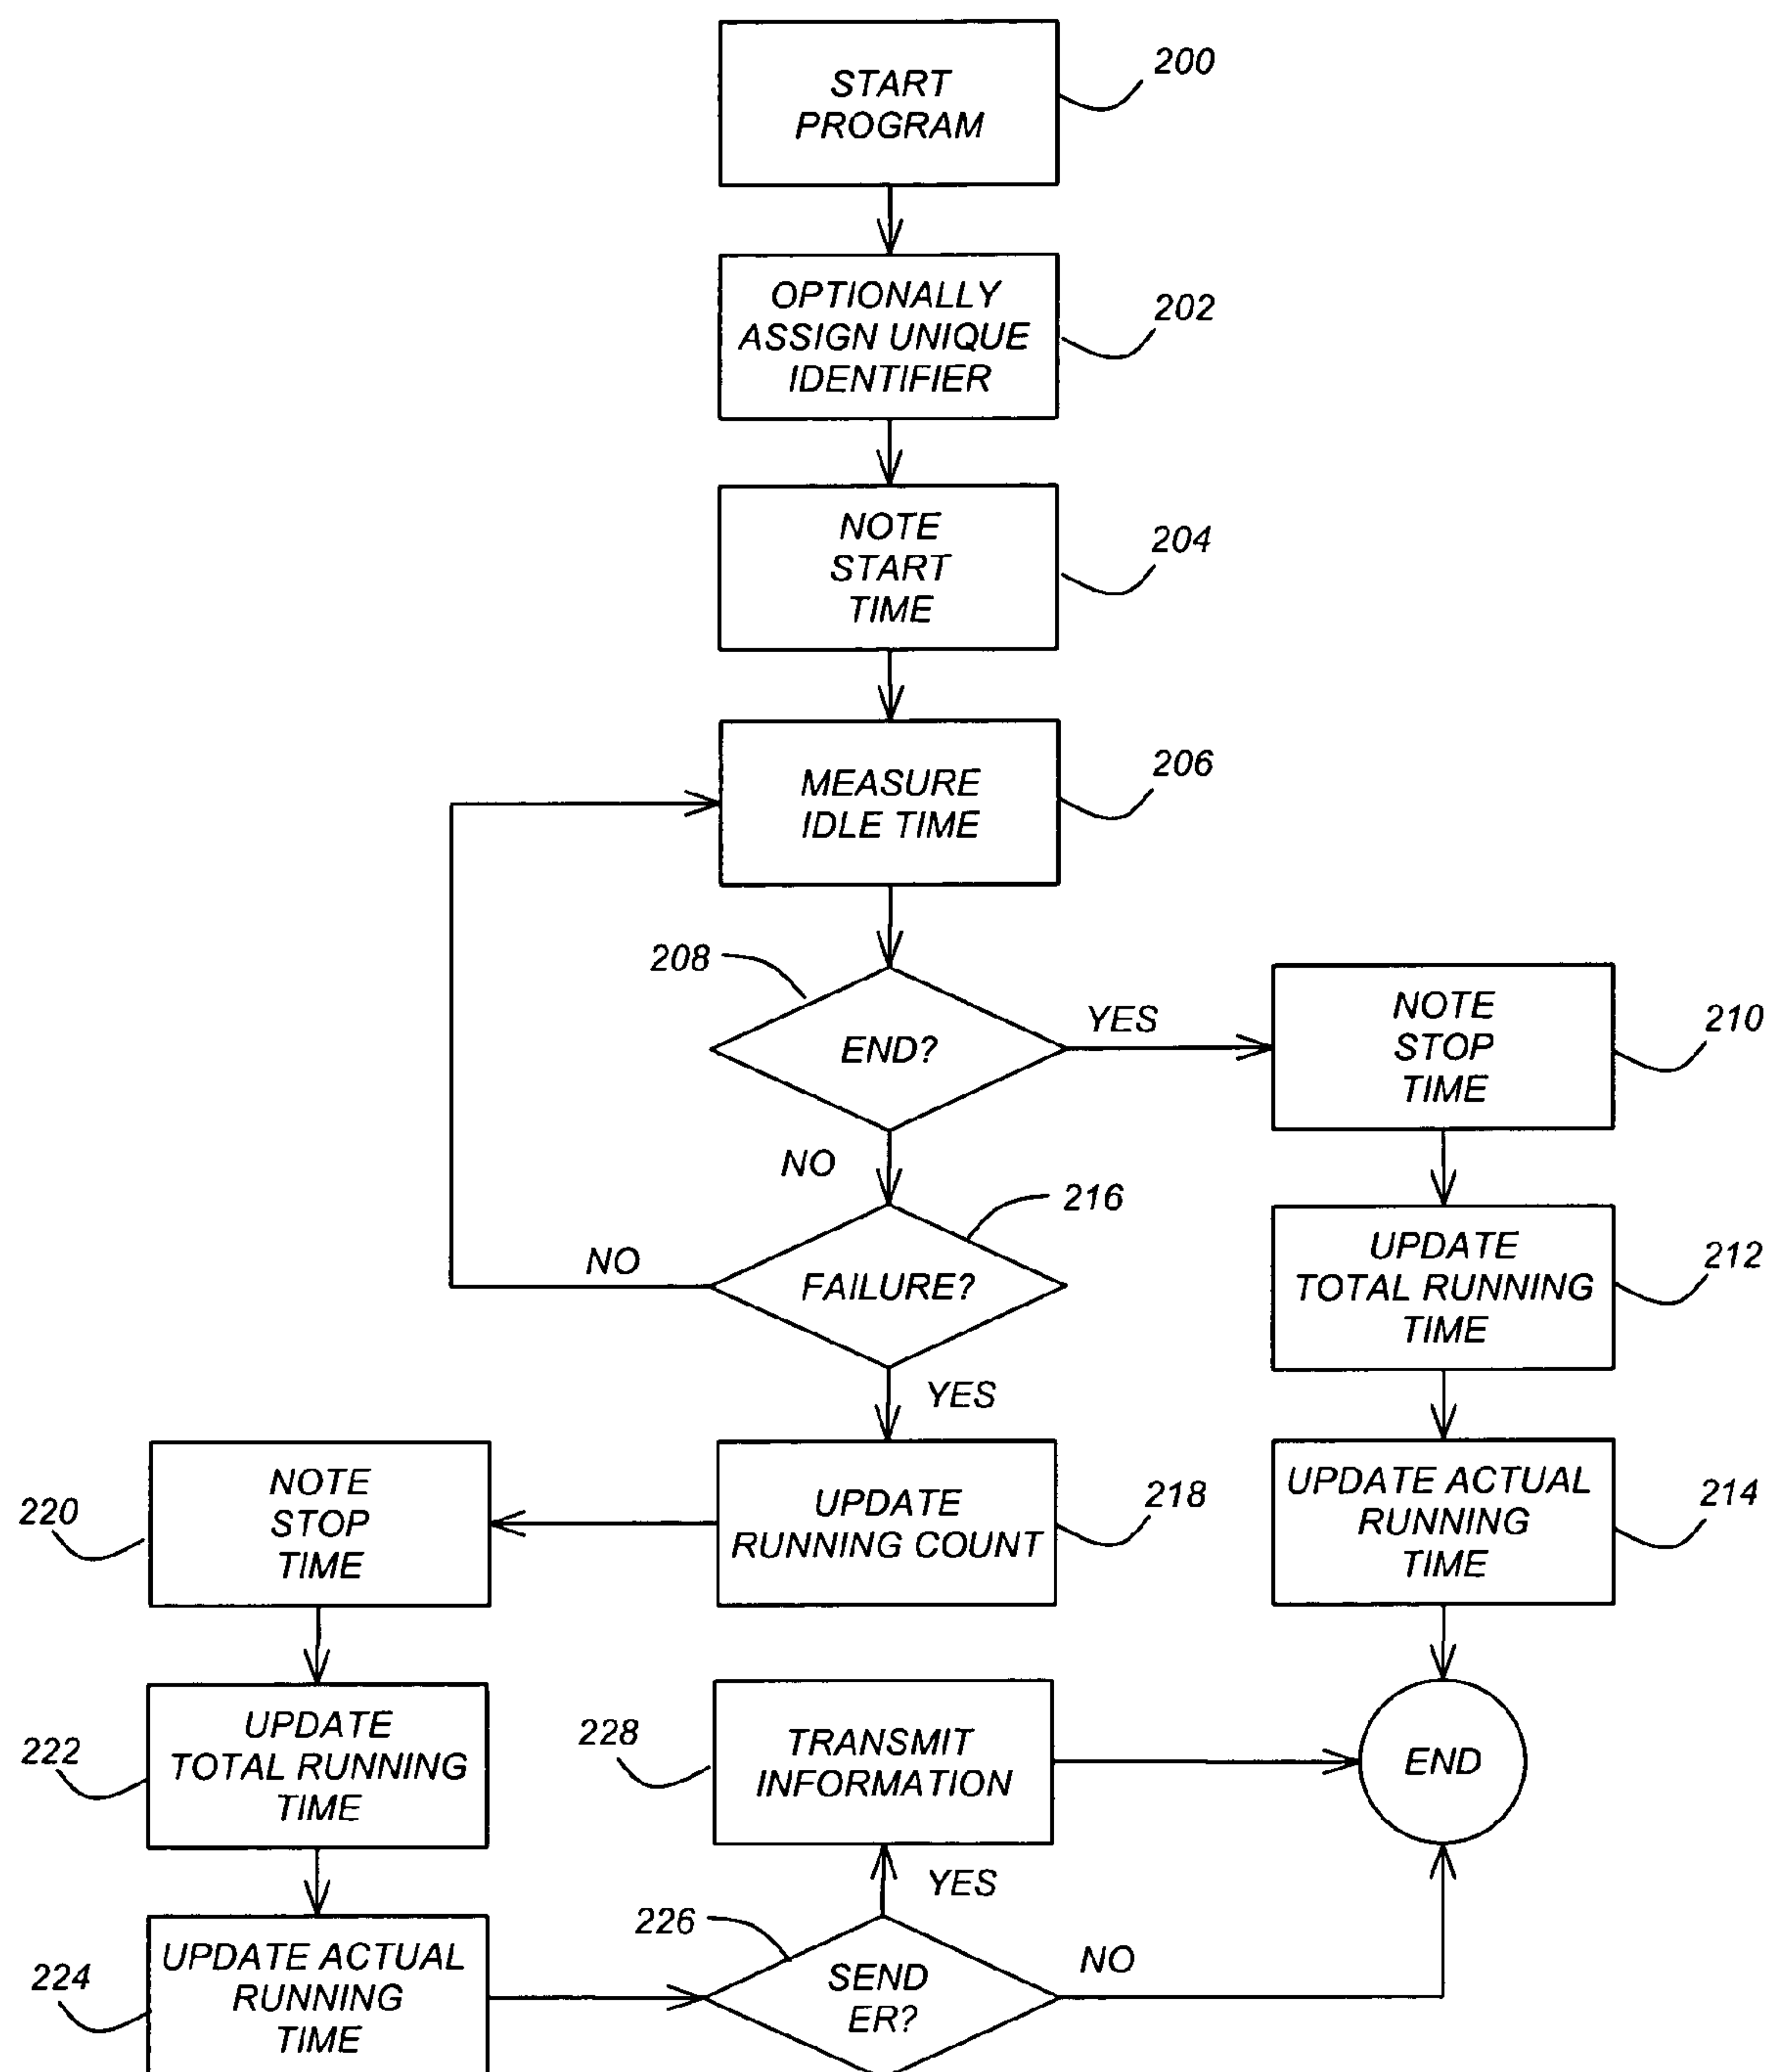 START
PROGRAM
200
OPTIONALLY
ASSIGN UNIQUE
IDENTIFIER
202
NOTE
START
TIME
204
MEASURE
IDLE TIME
206
208
END?
YES
NOTE
STOP
TIME
210
NO
216
FAILURE?
NO
UPDATE
TOTAL RUNNING
TIME
212
YES
220
NOTE
STOP
TIME
UPDATE
RUNNING COUNT
218
UPDATE ACTUAL
RUNNING
TIME
214
222
UPDATE
TOTAL RUNNING
TIME
228
TRANSMIT
INFORMATION
END
YES
224
UPDATE ACTUAL
RUNNING
TIME
226
SEND
ER?
NO